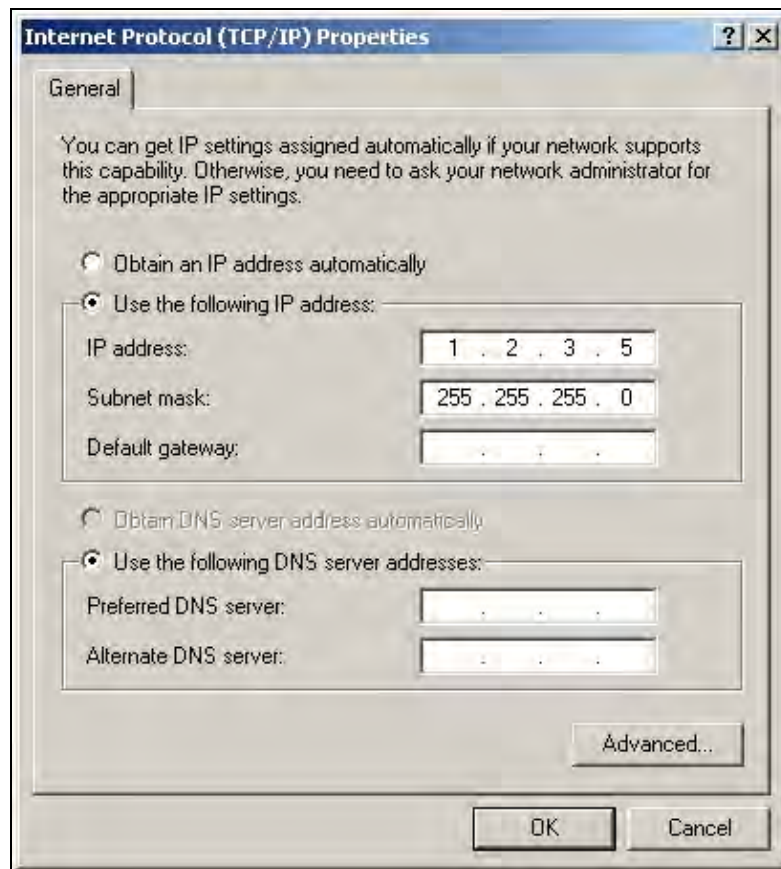 Internet Protocol (TCP/IP) Properties
? X
General
You can get IP settings assigned automatically if your network supports
this capability. Otherwise, you need to ask your network administrator for
the appropriate IP settings.
Obtain an IP address automatically
Use the following IP address:
IP address: 1 . 2 . 3 . 5
Subnet mask: 255 . 255 . 255 . 0
Default gateway: . . .
Obtain DNS server address automatically
Use the following DNS server addresses:
Preferred DNS server: . . .
Alternate DNS server: . . .
Advanced...
OK Cancel